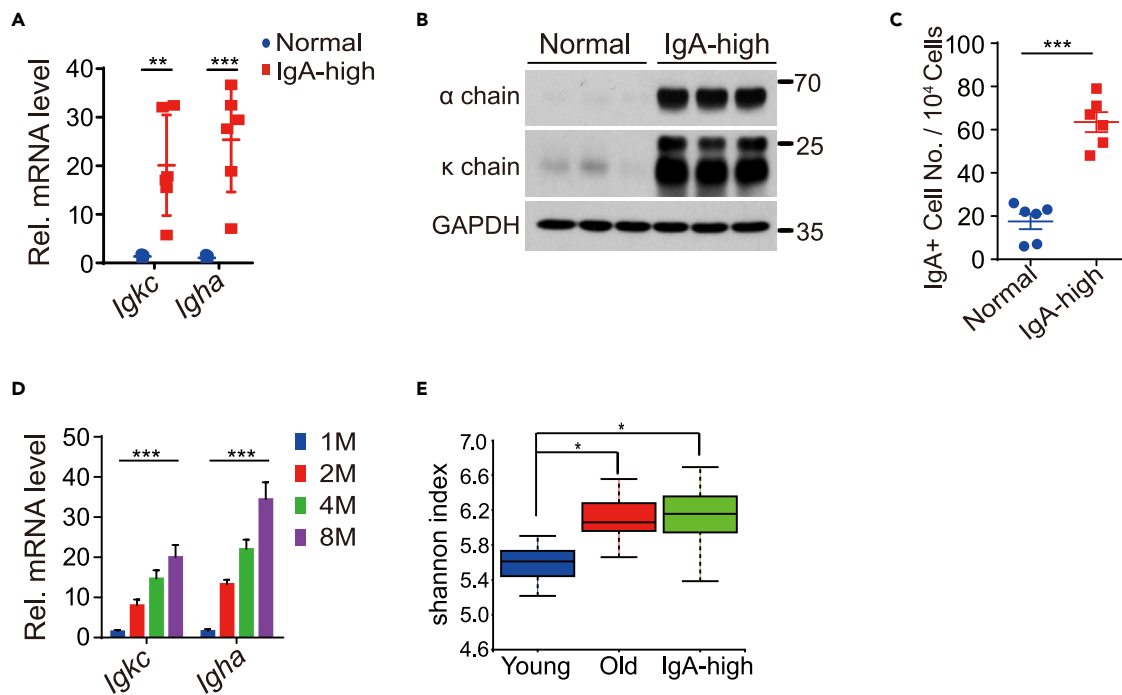 A
Normal
IgA-high
** ***
40
30
20
10
0
Rel. mRNA level
Igkc
Igha
B
Normal IgA-high
α chain
70
κ chain
25
GAPDH
35
C
***
100
80
60
40
20
0
IgA+ Cell No. / 10⁴ Cells
Normal
IgA-high
D
50
40
30
20
10
0
Rel. mRNA level
*** ***
1M
2M
4M
8M
Igkc
Igha
E
*
*
7.0
6.6
6.2
5.8
5.4
5.0
4.6
shannon index
Young Old IgA-high